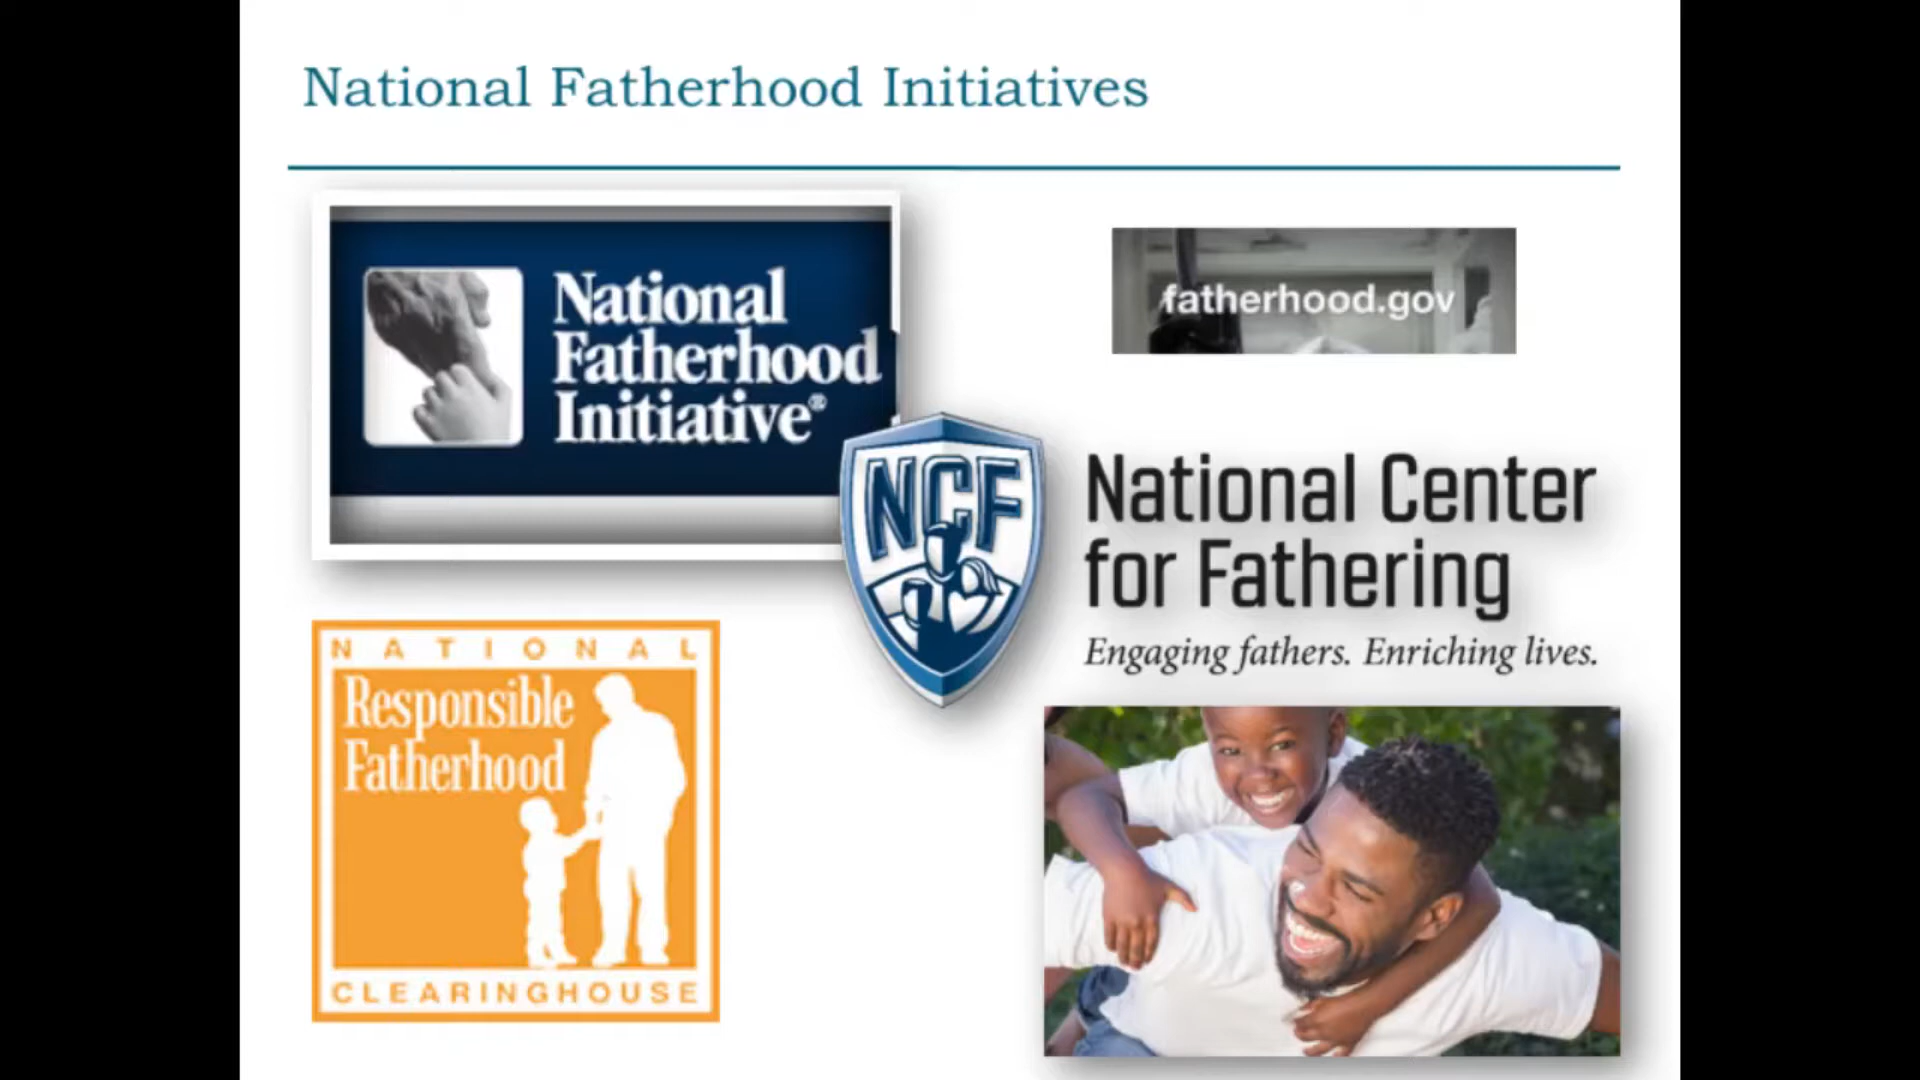 National Fatherhood Initiatives
National
Fatherhood
Initiative®
fatherhood.gov
NCF
National Center
for Fathering
Engaging fathers. Enriching lives.
NATIONAL
Responsible
Fatherhood
CLEARINGHOUSE